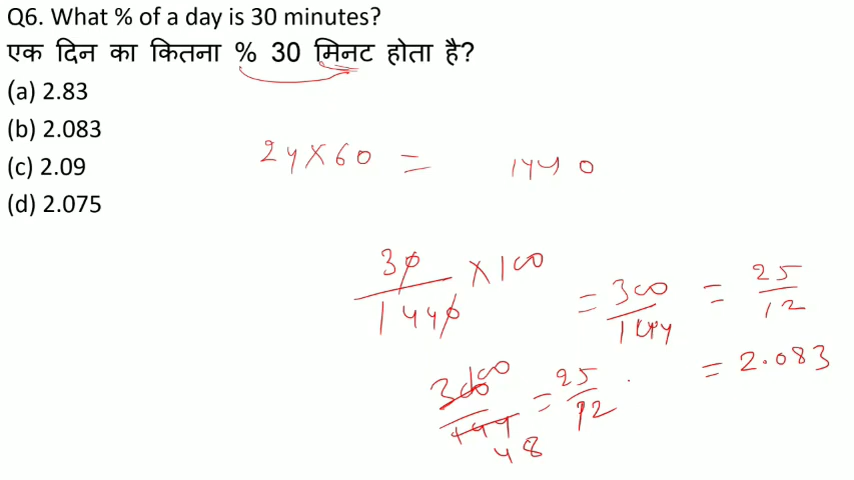 Q6. What % of a day is 30 minutes?
एक दिन का कितना % 30 मिनट होता है?
(a) 2.83
(b) 2.083
(c) 2.09
(d) 2.075
24 X 60 = 1440
30/1440 X 100 = 300/144 = 25/12
= 2.083
300/144 100/48 = 25/12